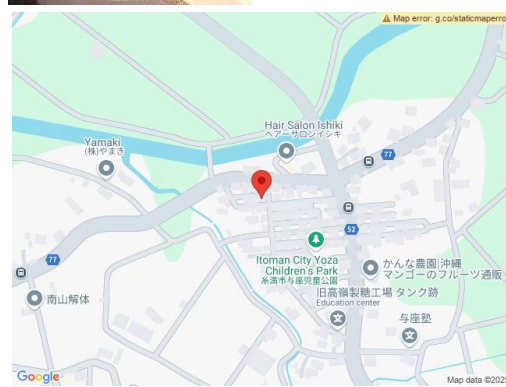 Map error: g.co/staticmaperro
Hair Salon Ishiki
ヘアーサロンイシキ
Yamaki
(株)やまき
77
77
52
Itoman City Yoza
Children's Park
糸満市与座児童公園
かんな農園 沖縄
マンゴーのフルーツ通販
旧高嶺製糖工場 タンク跡
Education center
南山解体
与座塾
Google
Map data ©202